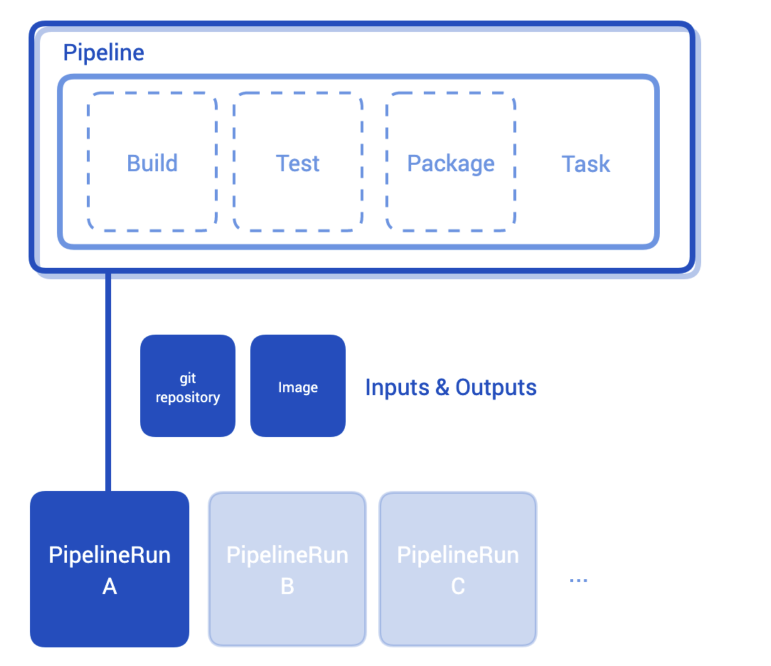 Pipeline
Build
Test
Package
Task
git
repository
Image
Inputs & Outputs
PipelineRun
A
PipelineRun
B
PipelineRun
C
...